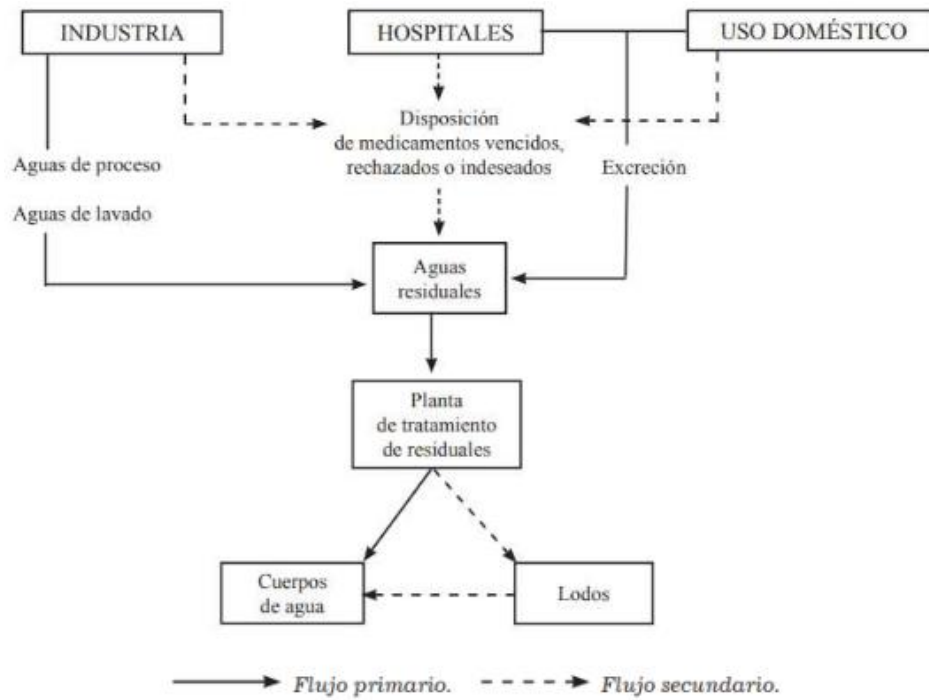 INDUSTRIA
HOSPITALES
USO DOMÉSTICO
Disposición
de medicamentos vencidos,
rechazados o indeseados
Aguas de proceso
Excreción
Aguas de lavado
Aguas
residuales
Planta
de tratamiento
de residuales
Cuerpos
de agua
Lodos
Flujo primario.
Flujo secundario.